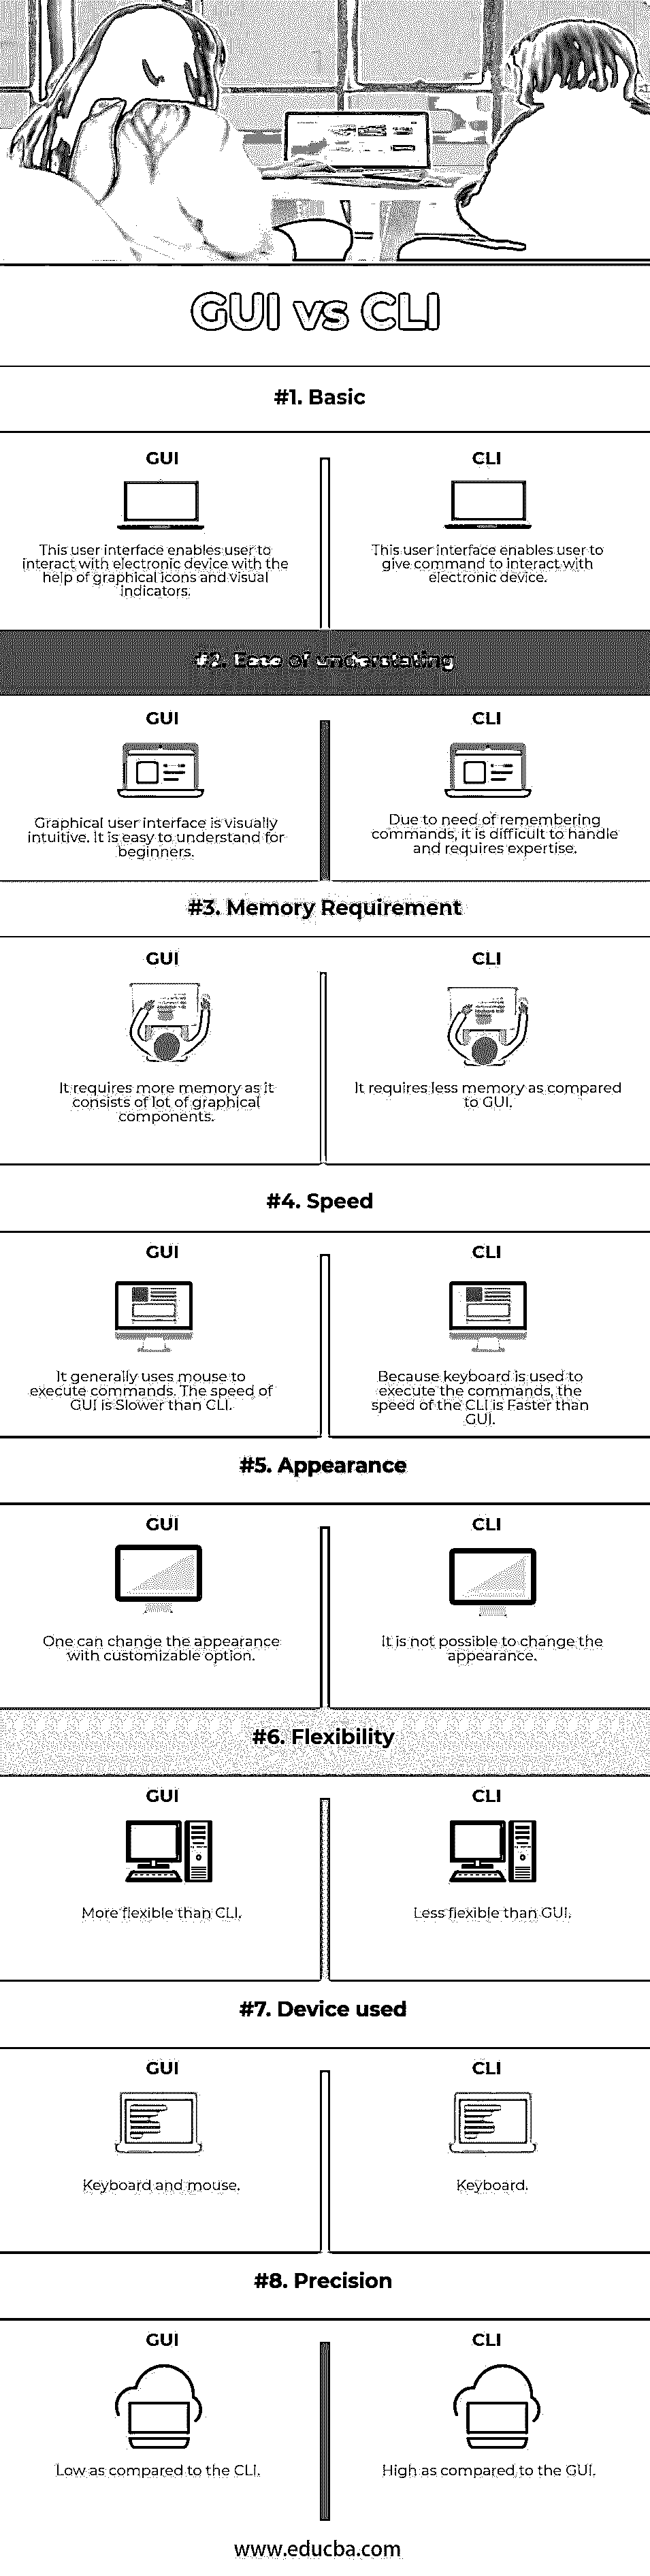 GUI vs CLI
#1. Basic
GUI
This user interface enables user to
interact with electronic device with the
help of graphical icons and visual
indicators.
CLI
This user interface enables user to
give command to interact with
electronic device.
#2. Ease of understating
GUI
Graphical user interface is visually
intuitive. It is easy to understand for
beginners.
CLI
Due to need of remembering
commands, it is difficult to handle
and requires expertise.
#3. Memory Requirement
GUI
It requires more memory as it
consists of lot of graphical
components.
CLI
It requires less memory as compared
to GUI.
#4. Speed
GUI
It generally uses mouse to
execute commands. The speed of
GUI is Slower than CLI.
CLI
Because keyboard is used to
execute the commands, the
speed of the CLI is Faster than
GUI.
#5. Appearance
GUI
One can change the appearance
with customizable option.
CLI
It is not possible to change the
appearance.
#6. Flexibility
GUI
More flexible than CLI.
CLI
Less flexible than GUI.
#7. Device used
GUI
Keyboard and mouse.
CLI
Keyboard.
#8. Precision
GUI
Low as compared to the CLI.
CLI
High as compared to the GUI.
www.educba.com